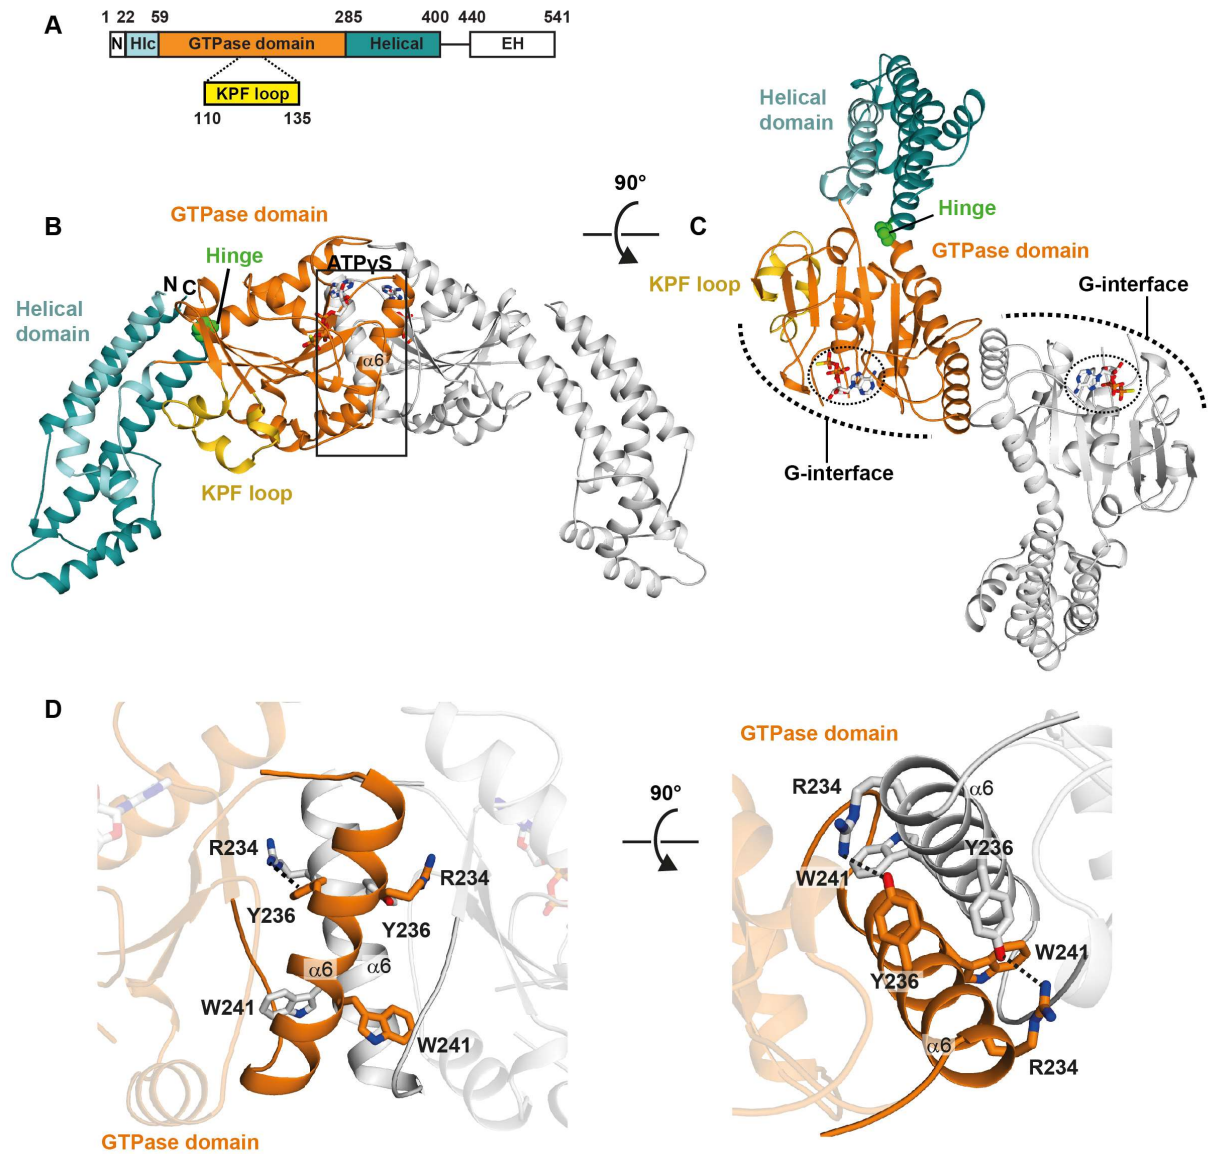 A
1 22 59 285 400 440 541
N Hlc GTPase domain Helical EH
KPF loop
110 135
B
GTPase domain
Hinge
ATPγS
N C
Helical
domain
α6
KPF loop
90°
C
Helical
domain
Hinge
GTPase domain
KPF loop
G-interface
G-interface
D
R234
R234
Y236
Y236
α6
α6
W241
W241
GTPase domain
90°
GTPase domain
R234
α6
Y236
W241
W241
Y236
α6
R234